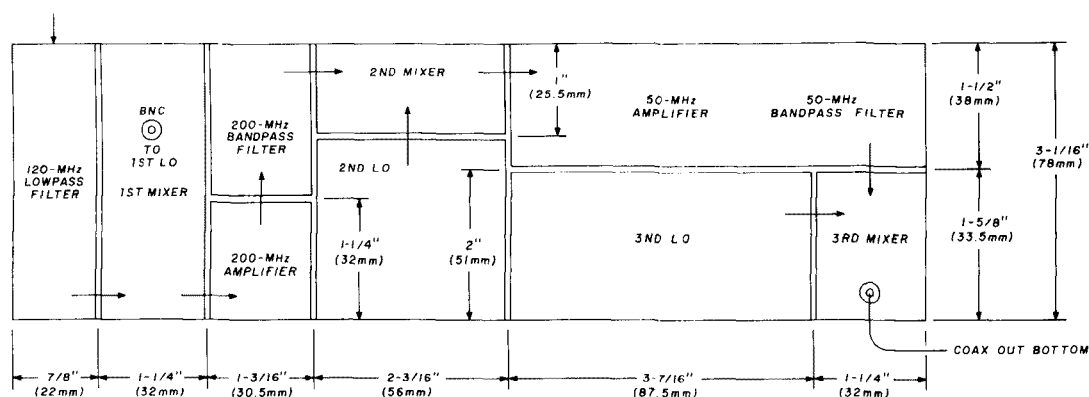 120-MHz
LOWPASS
FILTER
BNC
TO
1ST LO
1ST MIXER
200-MHz
BANDPASS
FILTER
200-MHz
AMPLIFIER
2ND MIXER
2ND LO
1-1/4"
(32mm)
2"
(51mm)
1"
(25.5mm)
50-MHz
AMPLIFIER
50-MHz
BANDPASS FILTER
3ND LO
3RD MIXER
1-1/2"
(38mm)
3-1/16"
(78mm)
1-5/8"
(33.5mm)
COAX OUT BOTTOM
7/8"
(22mm)
1-1/4"
(32mm)
1-3/16"
(30.5mm)
2-3/16"
(56mm)
3-7/16"
(87.5mm)
1-1/4"
(32mm)